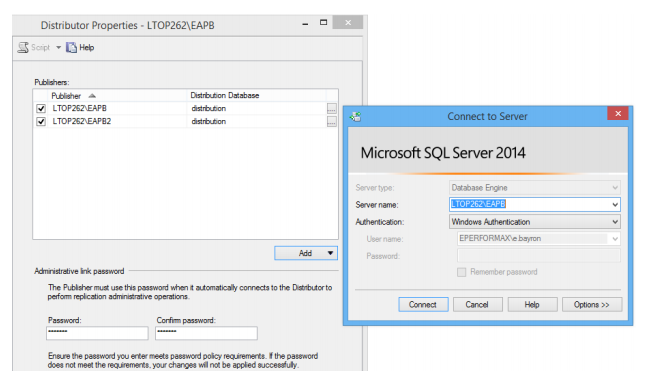 Distributor Properties - LTOP262\EAPB
Script Help
Publishers:
Publisher Distribution Database
LTOP262\EAPB distribution
LTOP262\EAPB2 distribution
Add
Administrative link password
The Publisher must use this password when it automatically connects to the Distributor to
perform replication administrative operations.
Password: Confirm password:
******* *******
Ensure the password you enter meets password policy requirements. If the password
does not meet the requirements, your changes will not be applied successfully.
Connect to Server
Microsoft SQL Server 2014
Server type: Database Engine
Server name: LTOP262\EAPB
Authentication: Windows Authentication
User name: EPERFORMAX\e.bayron
Password:
Remember password
Connect Cancel Help Options >>